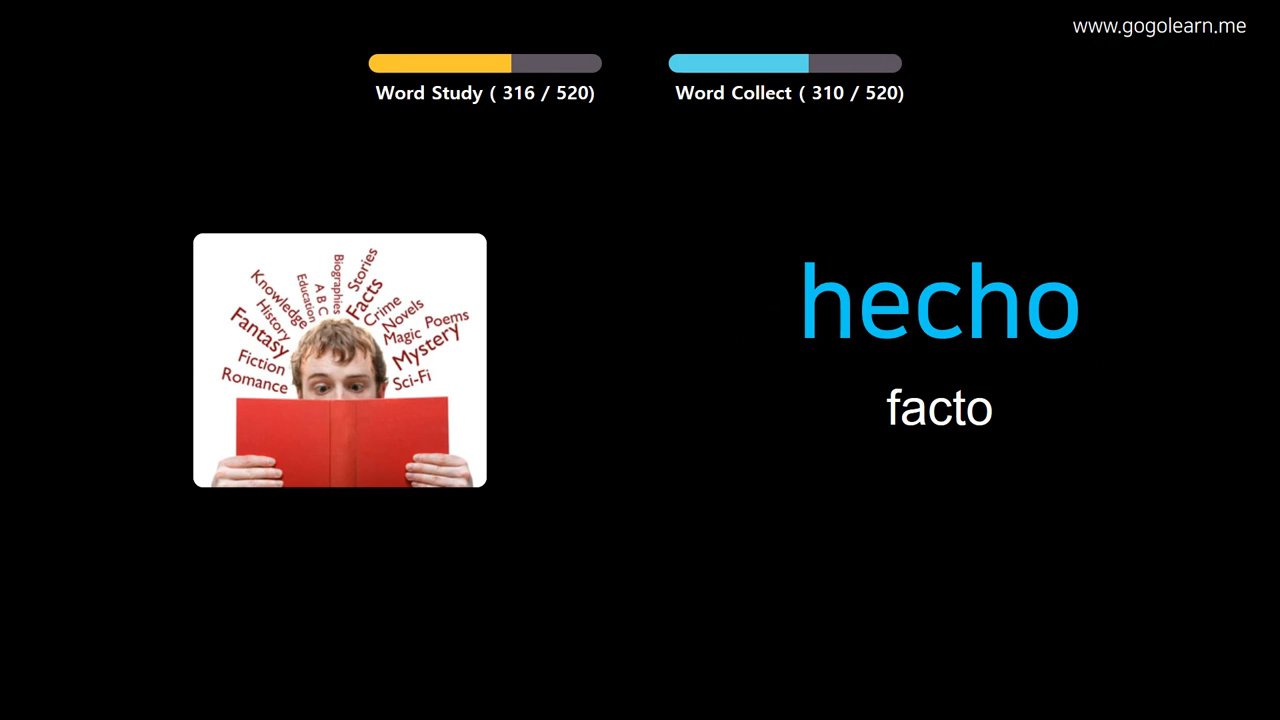 www.gogolearn.me
Word Study ( 316 / 520)
Word Collect ( 310 / 520)
hecho
facto
Knowledge
History
Fantasy
Fiction
Romance
Education
A B C
Biographies
Stories
Facts
Crime
Novels
Magic
Poems
Mystery
Sci-Fi